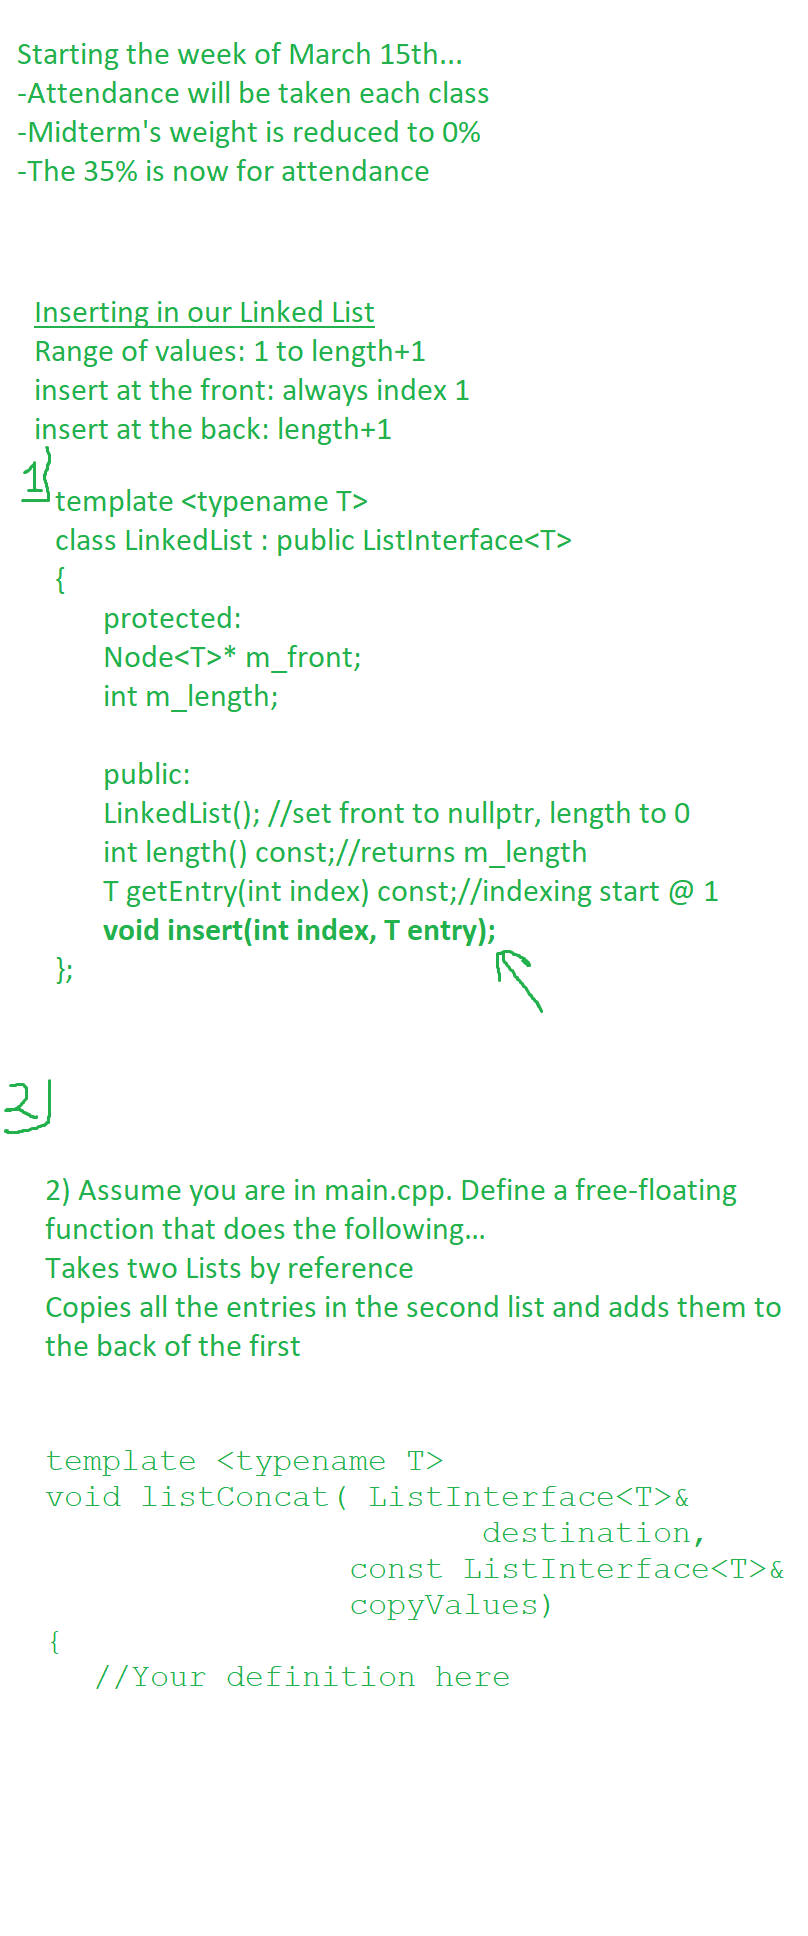 Starting the week of March 15th...
-Attendance will be taken each class
-Midterm's weight is reduced to 0%
-The 35% is now for attendance
Inserting in our Linked List
Range of values: 1 to length+1
insert at the front: always index 1
insert at the back: length+1
1
template <typename T>
class LinkedList : public ListInterface<T>
{
protected:
Node<T>* m_front;
int m_length;
public:
LinkedList(); //set front to nullptr, length to 0
int length() const;//returns m_length
T getEntry(int index) const;//indexing start @ 1
void insert(int index, T entry);
};
2
2) Assume you are in main.cpp. Define a free-floating
function that does the following...
Takes two Lists by reference
Copies all the entries in the second list and adds them to
the back of the first
template <typename T>
void listConcat( ListInterface<T>&
destination,
const ListInterface<T>&
copyValues)
{
//Your definition here